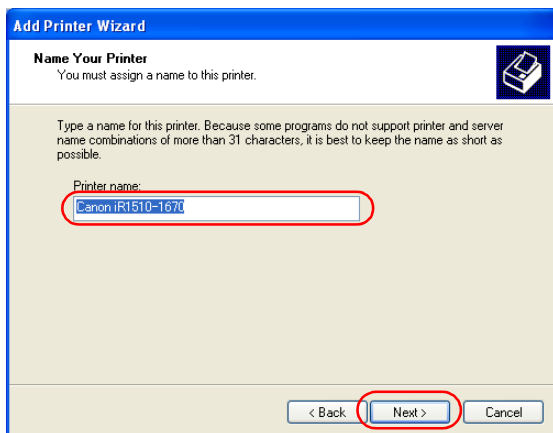 Add Printer Wizard
Name Your Printer
You must assign a name to this printer.
Type a name for this printer. Because some programs do not support printer and server
name combinations of more than 31 characters, it is best to keep the name as short as
possible.
Printer name:
Canon iR1510-1670
< Back
Next >
Cancel